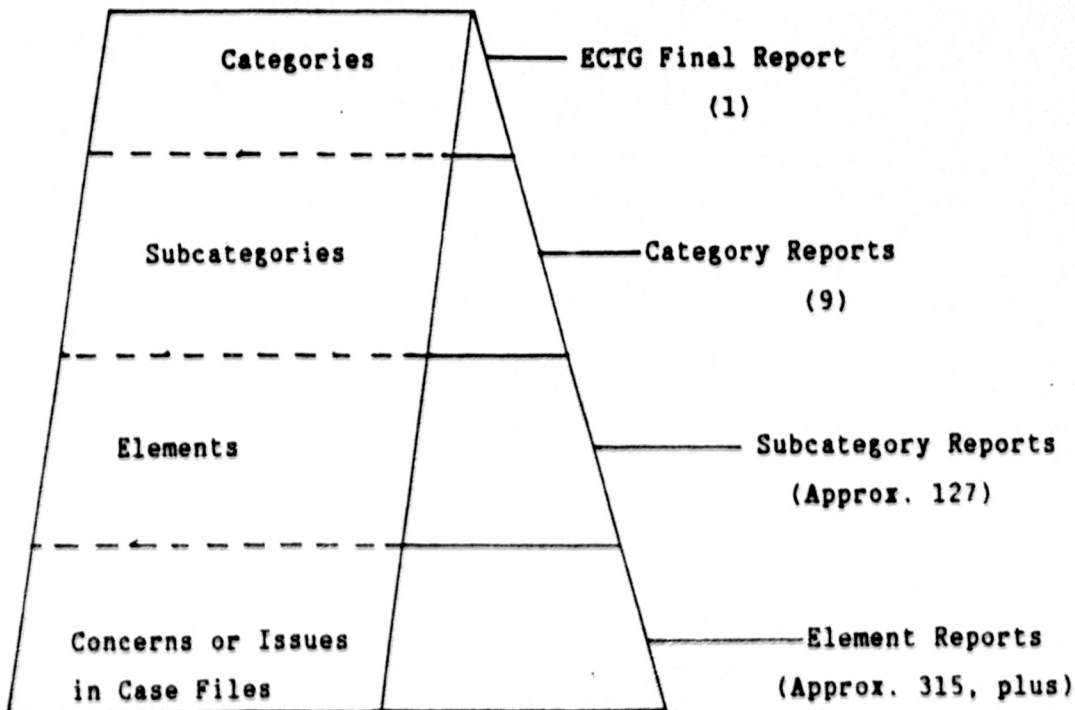 Categories
ECTG Final Report
(1)
Subcategories
Category Reports
(9)
Elements
Subcategory Reports
(Approx. 127)
Concerns or Issues
in Case Files
Element Reports
(Approx. 315, plus)